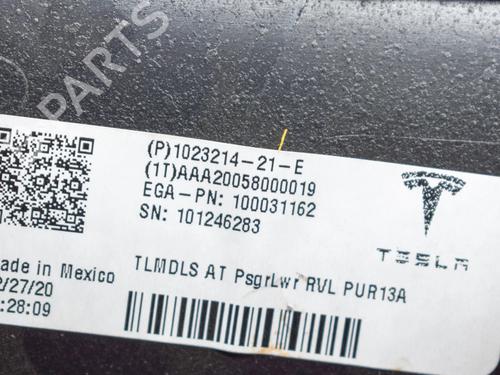 B-PARTS
(P)1023214-21-E
(1T)AAA20058000019
EGA-PN: 100031162
SN: 101246283
TESLA
ade in Mexico
TLMDLS AT PsgrLwr RVL PUR13A
2/27/20
:28:09